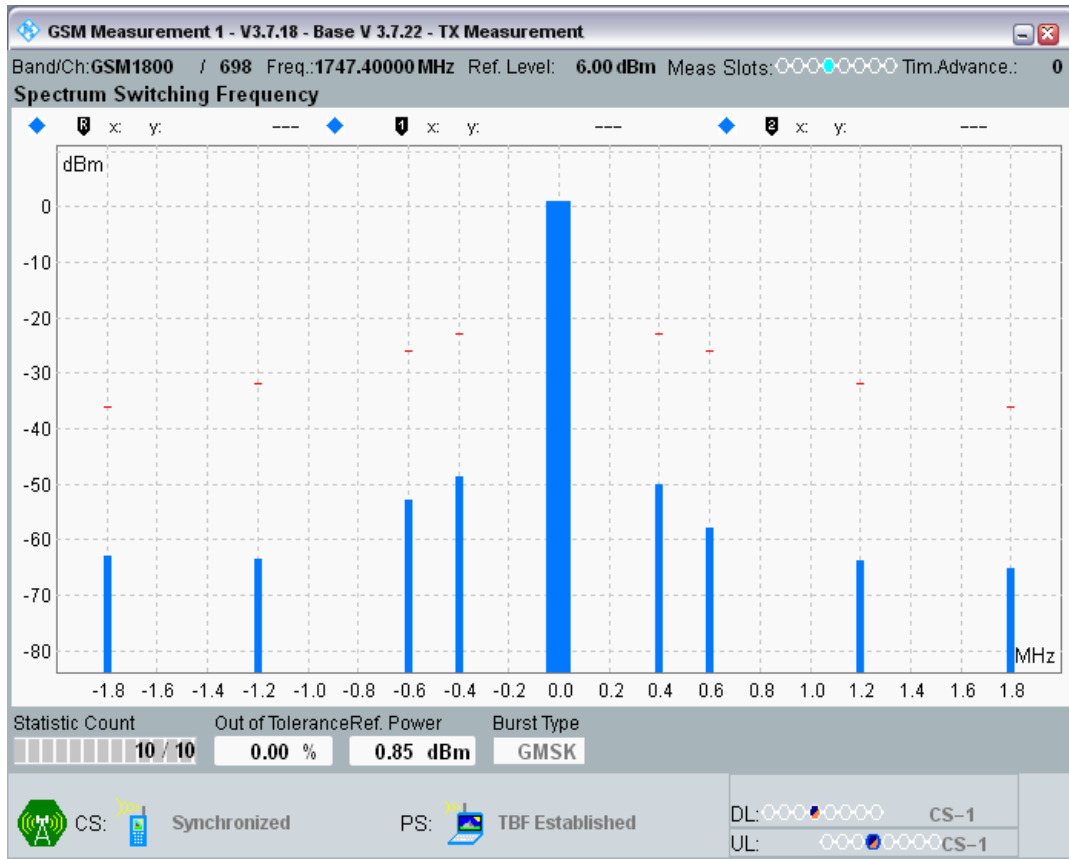 GSM Measurement 1 - V3.7.18 - Base V 3.7.22 - TX Measurement
Band/Ch:GSM1800 / 698 Freq.:1747.40000 MHz Ref. Level: 6.00 dBm Meas Slots: Tim.Advance.: 0
Spectrum Switching Frequency
R x: y: --- 1 x: y: --- 2 x: y: ---
dBm
0
-10
-20
-30
-40
-50
-60
-70
-80
MHz
-1.8 -1.6 -1.4 -1.2 -1.0 -0.8 -0.6 -0.4 -0.2 0.0 0.2 0.4 0.6 0.8 1.0 1.2 1.4 1.6 1.8
Statistic Count Out of Tolerance Ref. Power Burst Type
10 / 10 0.00 % 0.85 dBm GMSK
CS: Synchronized PS: TBF Established
DL: CS-1
UL: CS-1